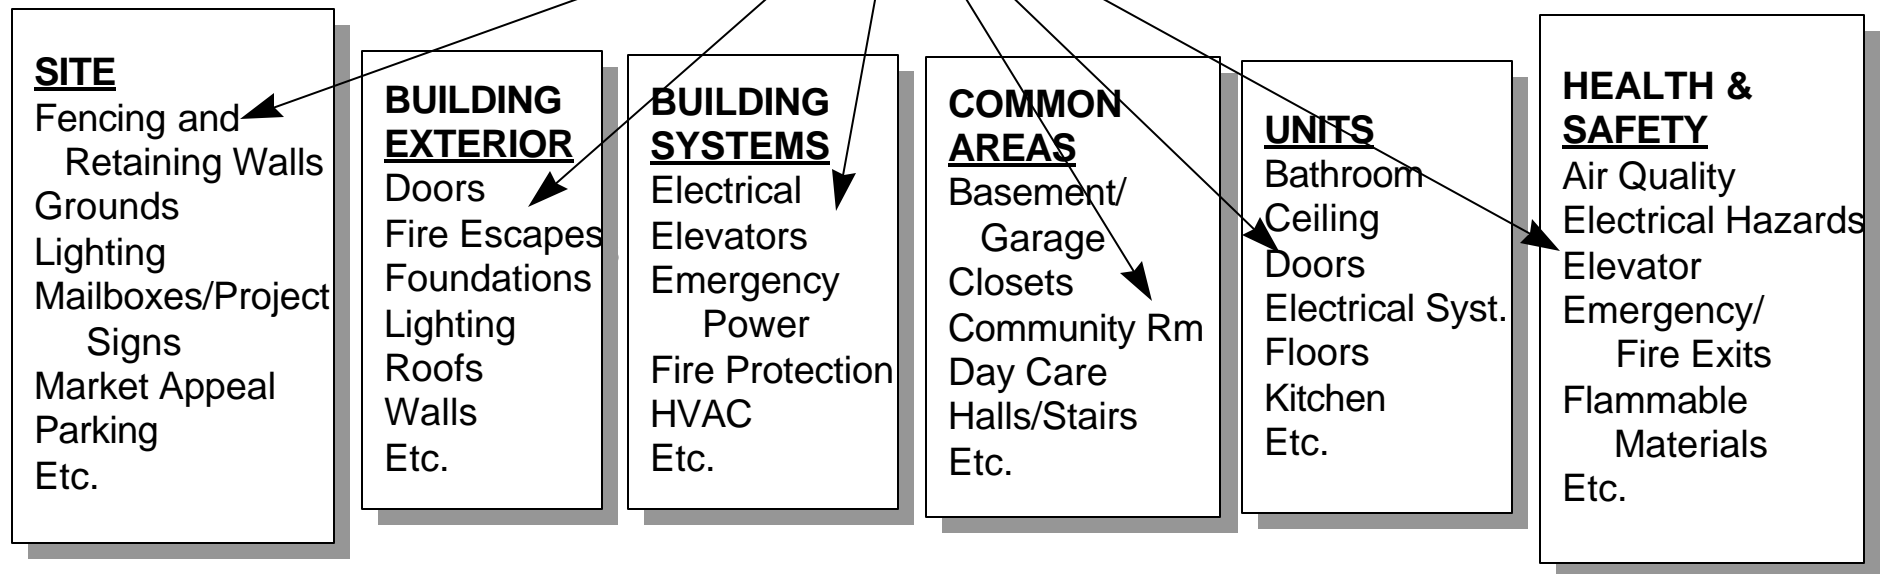 SITE
Fencing and
Retaining Walls
Grounds
Lighting
Mailboxes/Project
Signs
Market Appeal
Parking
Etc.
BUILDING
EXTERIOR
Doors
Fire Escapes
Foundations
Lighting
Roofs
Walls
Etc.
BUILDING
SYSTEMS
Electrical
Elevators
Emergency
Power
Fire Protection
HVAC
Etc.
COMMON
AREAS
Basement/
Garage
Closets
Community Rm
Day Care
Halls/Stairs
Etc.
UNITS
Bathroom
Ceiling
Doors
Electrical Syst.
Floors
Kitchen
Etc.
HEALTH &
SAFETY
Air Quality
Electrical Hazards
Elevator
Emergency/
Fire Exits
Flammable
Materials
Etc.